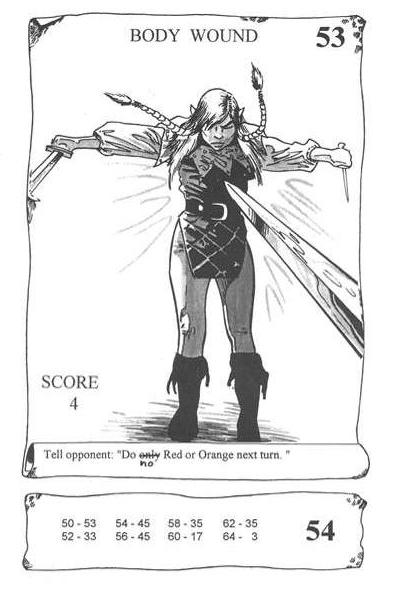 BODY WOUND 53
SCORE
4
Tell opponent: "Do only Red or Orange next turn. "
no
50 - 53 54 - 45 58 - 35 62 - 35
52 - 33 56 - 45 60 - 17 64 - 3
54